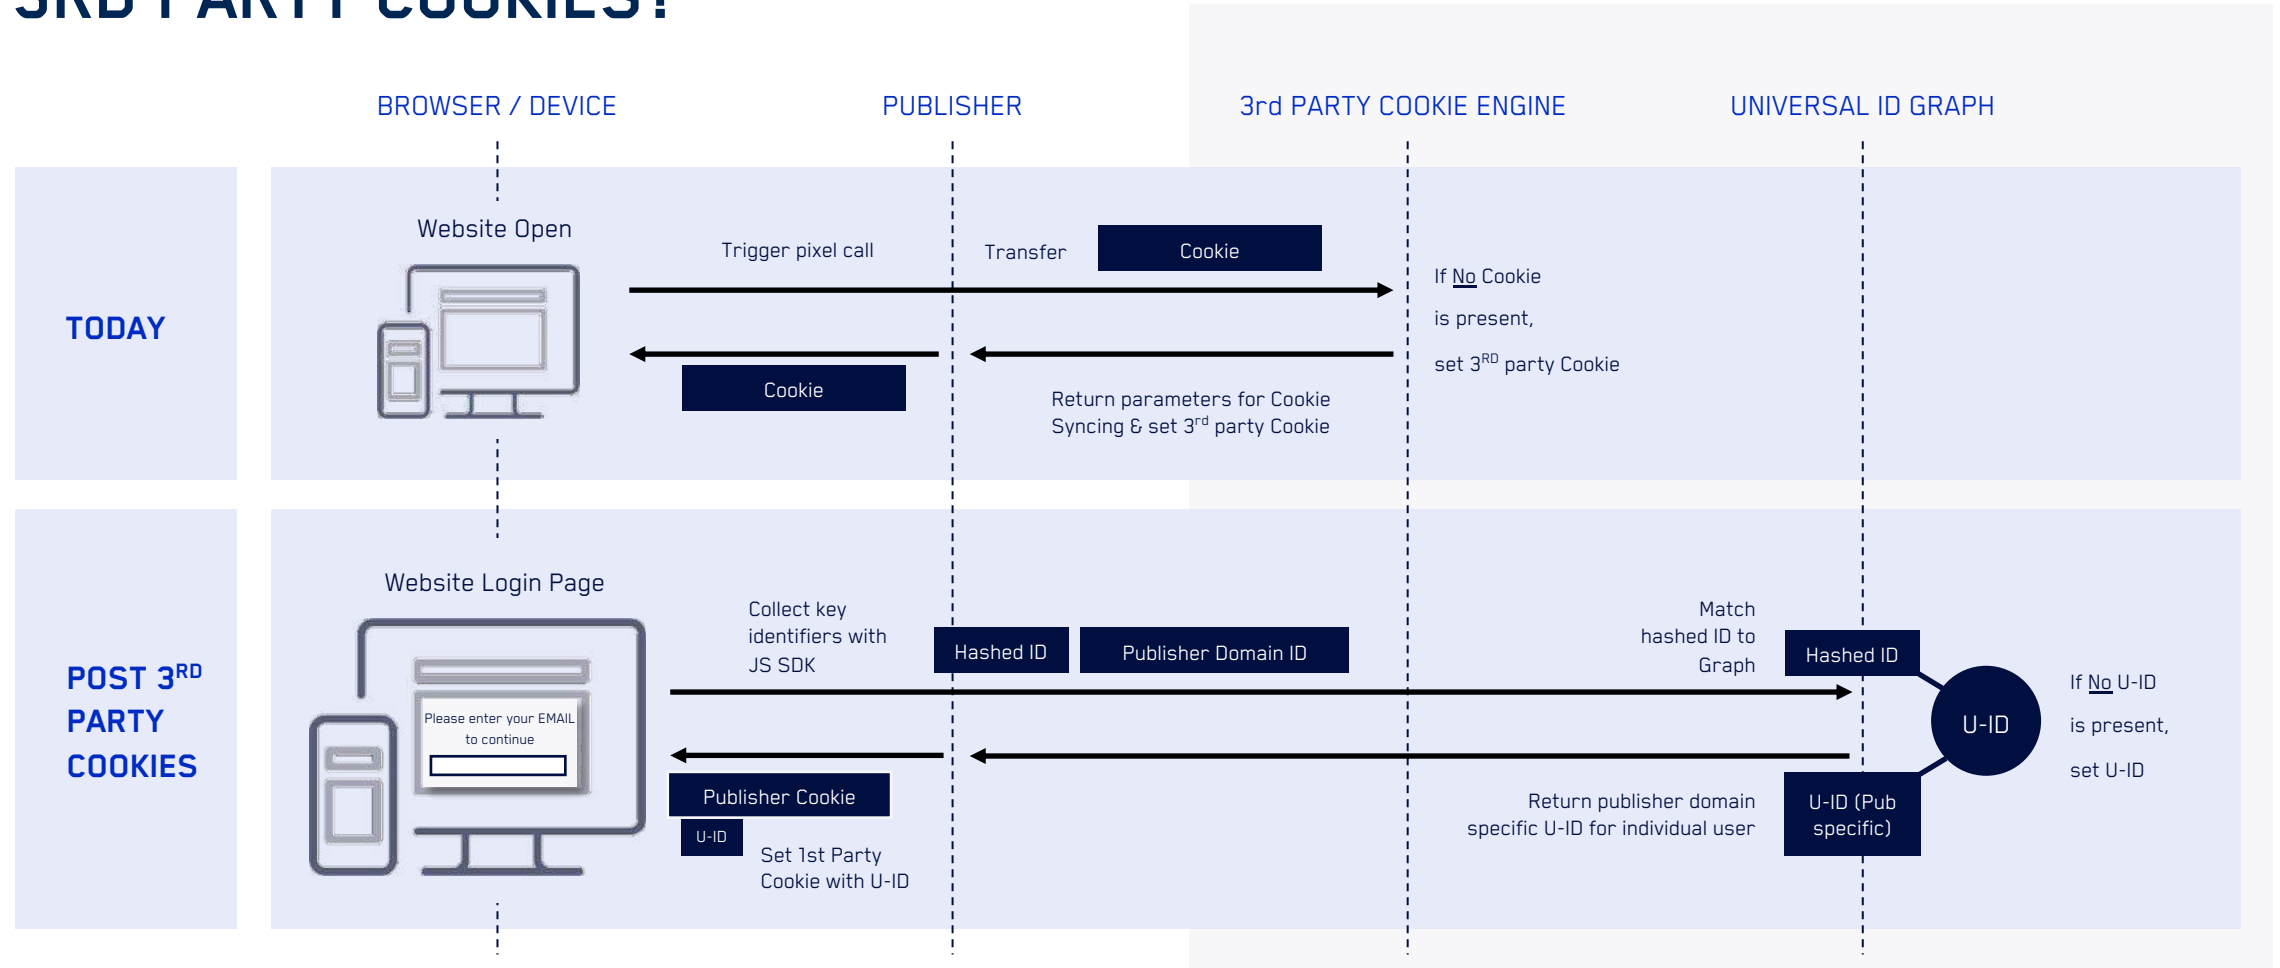 3RD PARTY COOKIES?
BROWSER / DEVICE
PUBLISHER
3rd PARTY COOKIE ENGINE
UNIVERSAL ID GRAPH
TODAY
Website Open
Trigger pixel call
Transfer
Cookie
If No Cookie
is present,
set 3RD party Cookie
Cookie
Return parameters for Cookie
Syncing & set 3rd party Cookie
POST 3RD
PARTY
COOKIES
Website Login Page
Please enter your EMAIL
to continue
Collect key
identifiers with
JS SDK
Hashed ID
Publisher Domain ID
Match
hashed ID to
Graph
Hashed ID
U-ID
If No U-ID
is present,
set U-ID
Publisher Cookie
U-ID
Set 1st Party
Cookie with U-ID
Return publisher domain
specific U-ID for individual user
U-ID (Pub
specific)